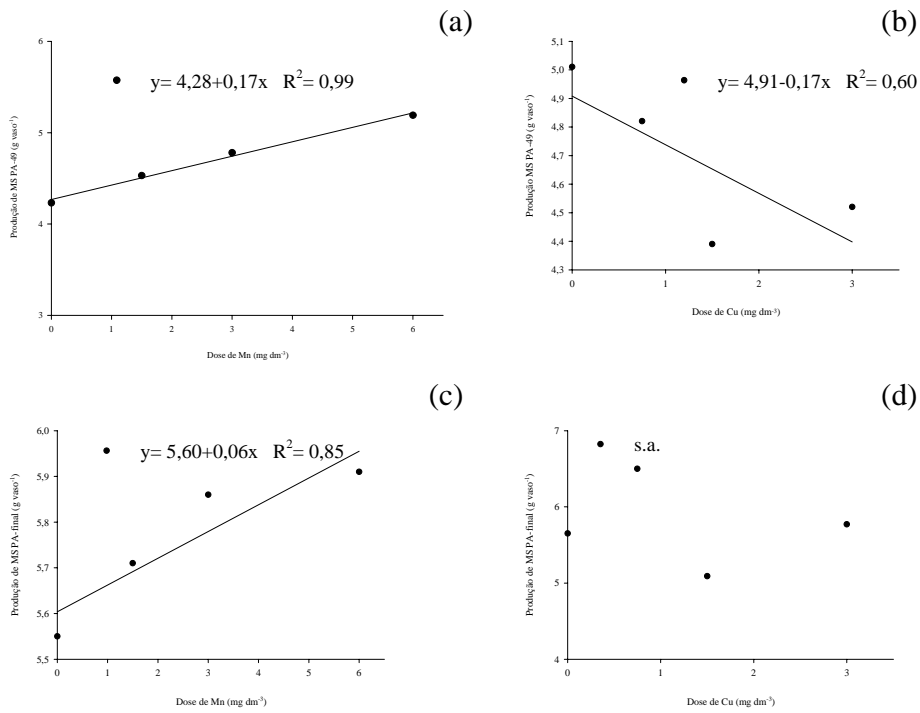 (a)
Produção de MS PA-49 (g vaso⁻¹)
6
5
4
3
y= 4,28+0,17x R²= 0,99
0 1 2 3 4 5 6
Dose de Mn (mg dm⁻³)
(b)
Produção MS PA-49 (g vaso⁻¹)
5,1
5,0
4,9
4,8
4,7
4,6
4,5
4,4
4,3
y= 4,91-0,17x R²= 0,60
0 1 2 3
Dose de Cu (mg dm⁻³)
(c)
Produção de MS PA-final (g vaso⁻¹)
6,0
5,9
5,8
5,7
5,6
5,5
y= 5,60+0,06x R²= 0,85
0 1 2 3 4 5 6
Dose de Mn (mg dm⁻³)
(d)
Produção de MS PA-final (g vaso⁻¹)
7
6
5
4
s.a.
0 1 2 3
Dose de Cu (mg dm⁻³)